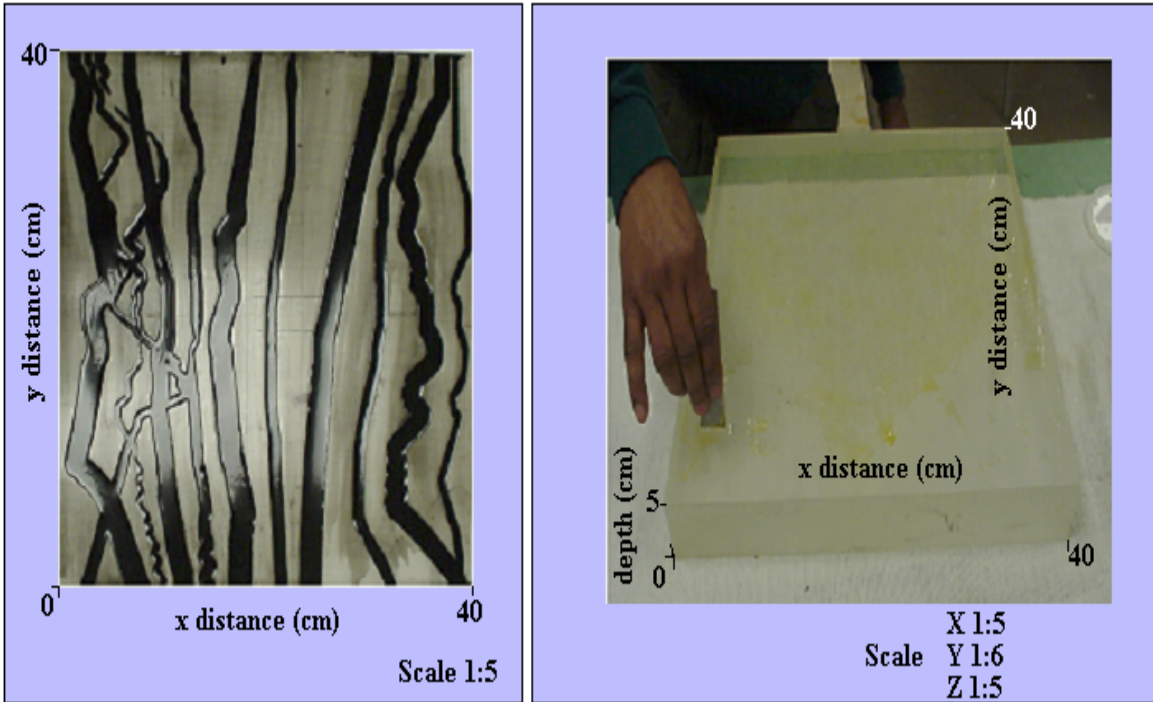 40
y distance (cm)
0
x distance (cm)
40
Scale 1:5
40
y distance (cm)
x distance (cm)
depth (cm)
5
0
40
X 1:5
Scale Y 1:6
Z 1:5